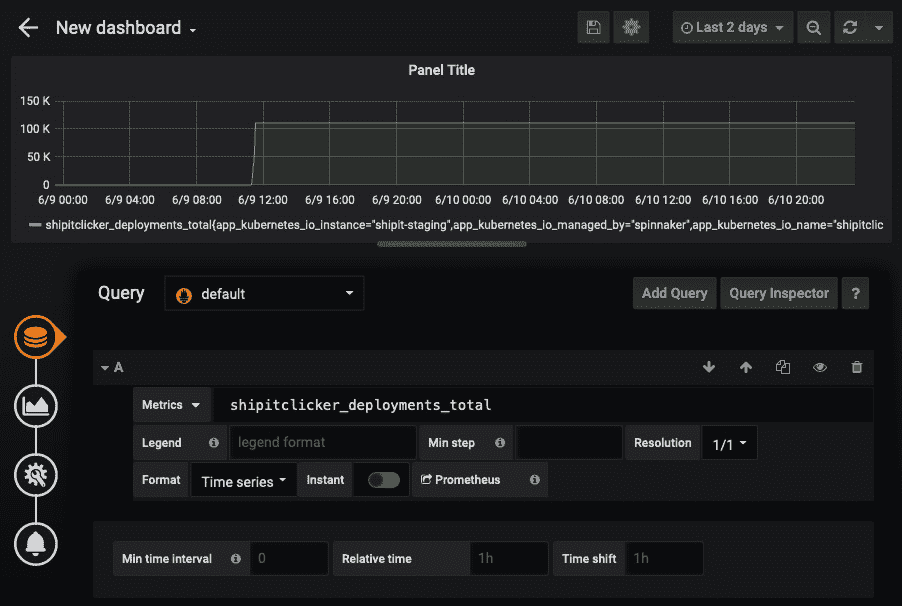 New dashboard
Last 2 days
Panel Title
150 K
100 K
50 K
0
6/9 00:00 6/9 04:00 6/9 08:00 6/9 12:00 6/9 16:00 6/9 20:00 6/10 00:00 6/10 04:00 6/10 08:00 6/10 12:00 6/10 16:00 6/10 20:00
shipitclicker_deployments_total{app_kubernetes_io_instance="shipit-staging",app_kubernetes_io_managed_by="spinnaker",app_kubernetes_io_name="shipitclic
Query default Add Query Query Inspector ?
A
Metrics shipitclicker_deployments_total
Legend legend format Min step Resolution 1/1
Format Time series Instant Prometheus
Min time interval 0 Relative time 1h Time shift 1h